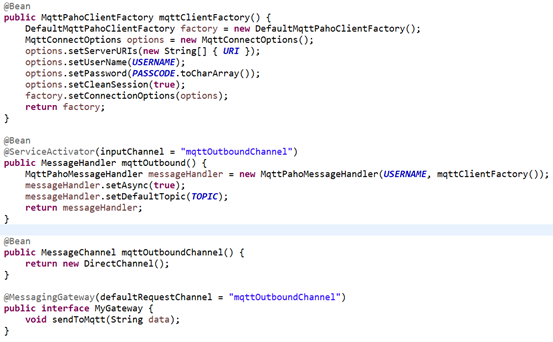 @Bean
public MqttPahoClientFactory mqttClientFactory() {
    DefaultMqttPahoClientFactory factory = new DefaultMqttPahoClientFactory();
    MqttConnectOptions options = new MqttConnectOptions();
    options.setServerURIs(new String[] { URI });
    options.setUserName(USERNAME);
    options.setPassword(PASSCODE.toCharArray());
    options.setCleanSession(true);
    factory.setConnectionOptions(options);
    return factory;
}
@Bean
@ServiceActivator(inputChannel = "mqttOutboundChannel")
public MessageHandler mqttOutbound() {
    MqttPahoMessageHandler messageHandler = new MqttPahoMessageHandler(USERNAME, mqttClientFactory());
    messageHandler.setAsync(true);
    messageHandler.setDefaultTopic(TOPIC);
    return messageHandler;
}
@Bean
public MessageChannel mqttOutboundChannel() {
    return new DirectChannel();
}
@MessagingGateway(defaultRequestChannel = "mqttOutboundChannel")
public interface MyGateway {
    void sendToMqtt(String data);
}